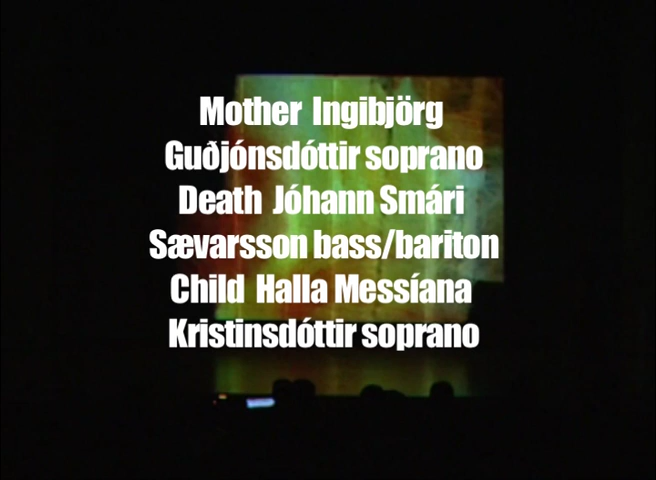 Mother Ingibjörg
Guðjónsdóttir soprano
Death Jóhann Smári
Sævarsson bass/bariton
Child Halla Messíana
Kristinsdóttir soprano